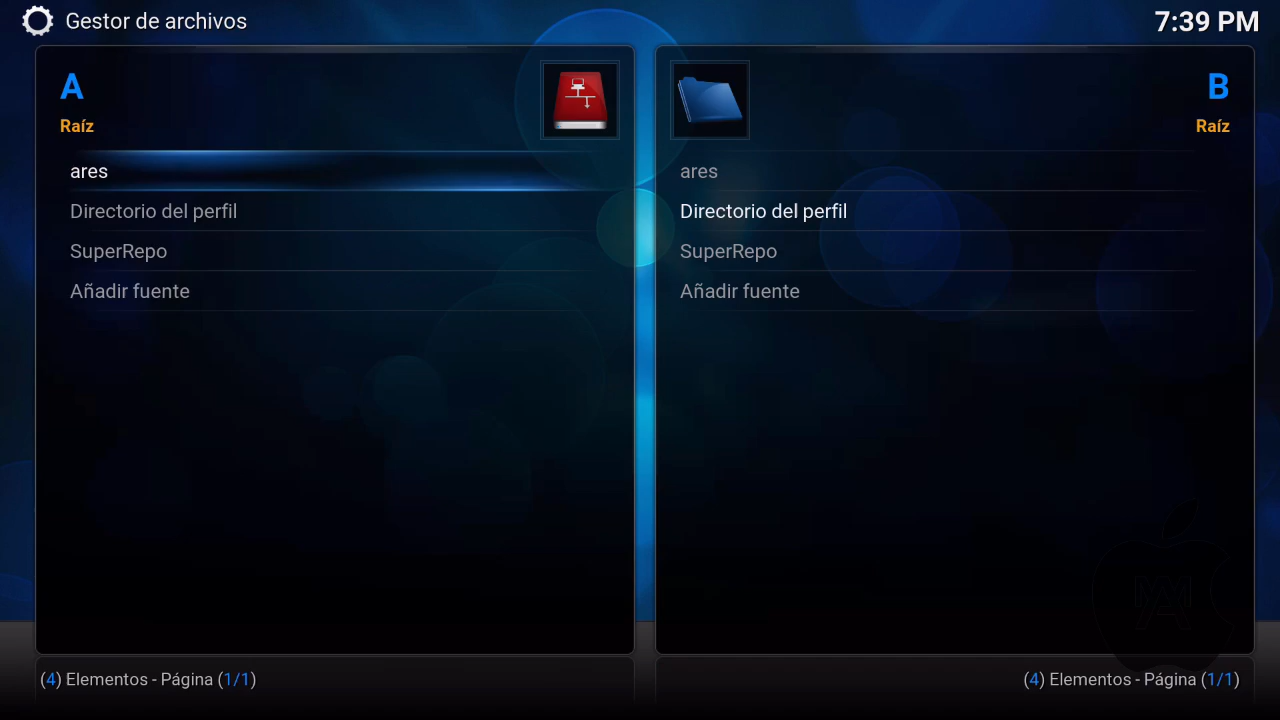 Gestor de archivos
7:39 PM
A
Raíz
ares
Directorio del perfil
SuperRepo
Añadir fuente
(4) Elementos - Página (1/1)
B
Raíz
ares
Directorio del perfil
SuperRepo
Añadir fuente
(4) Elementos - Página (1/1)